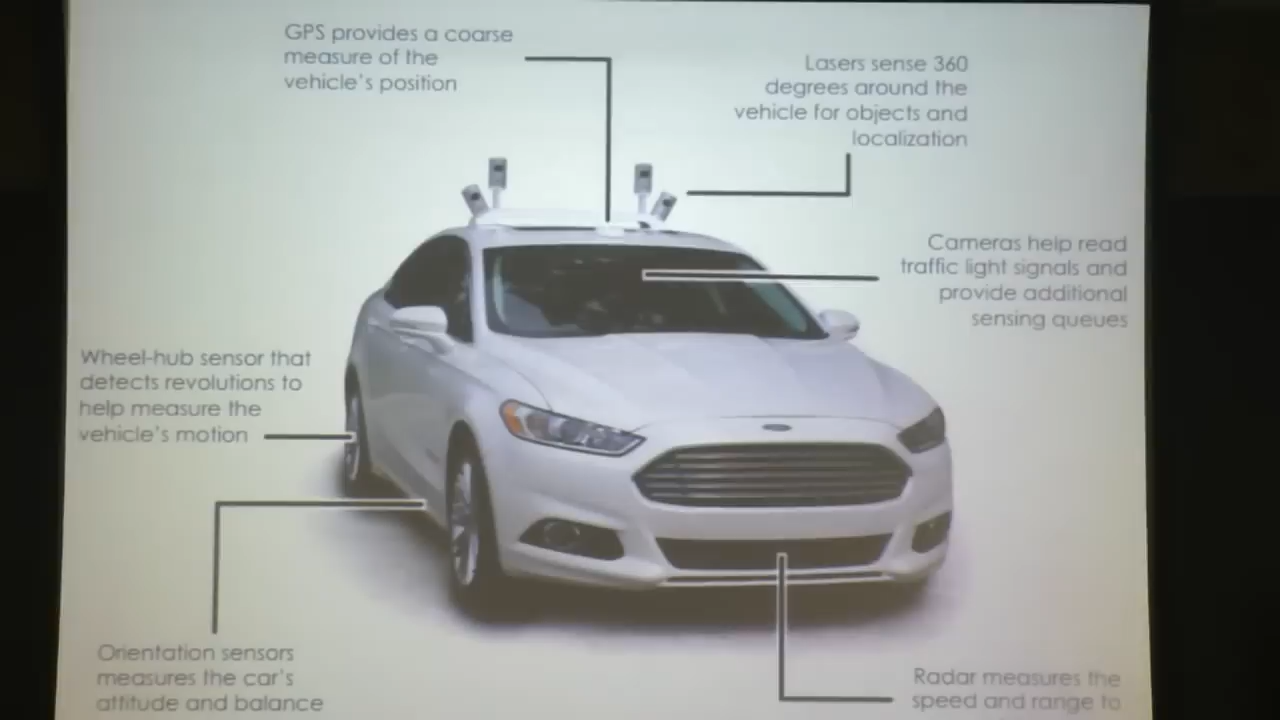 GPS provides a coarse
measure of the
vehicle's position
Lasers sense 360
degrees around the
vehicle for objects and
localization
Cameras help read
traffic light signals and
provide additional
sensing queues
Wheel-hub sensor that
detects revolutions to
help measure the
vehicle's motion
Orientation sensors
measures the car's
attitude and balance
Radar measures the
speed and range to